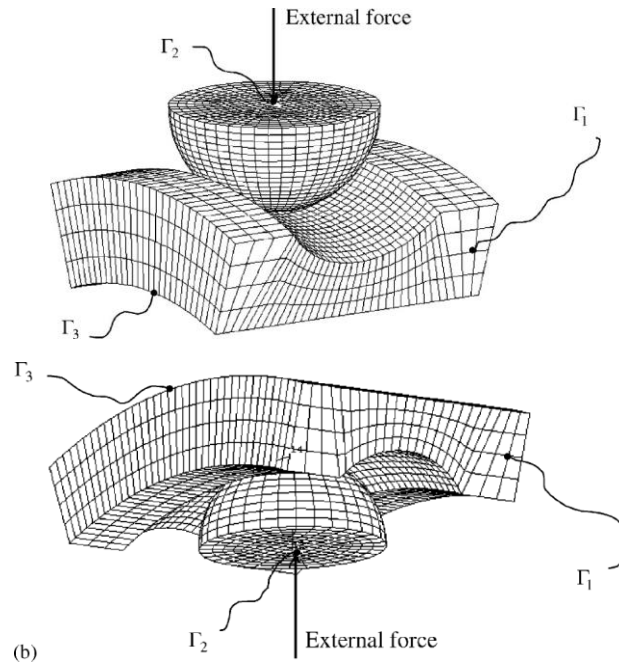 External force
Γ₂
Γ₁
Γ₃
Γ₃
Γ₁
Γ₂
External force
(b)